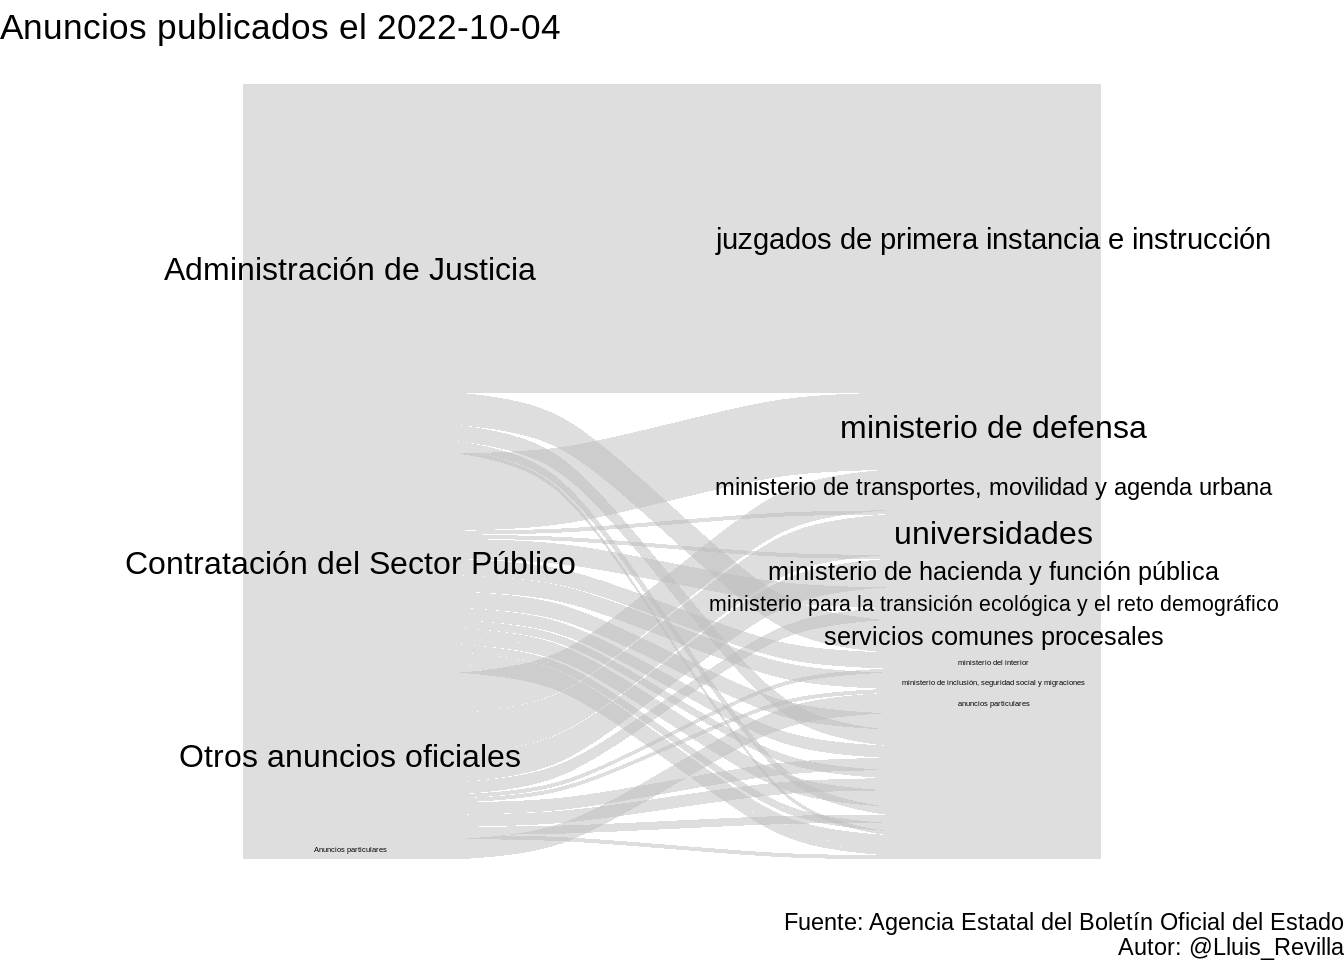 Anuncios publicados el 2022-10-04
juzgados de primera instancia e instrucción
Administración de Justicia
ministerio de defensa
ministerio de transportes, movilidad y agenda urbana
universidades
Contratación del Sector Público
ministerio de hacienda y función pública
ministerio para la transición ecológica y el reto demográfico
servicios comunes procesales
ministerio del interior
ministerio de inclusión, seguridad social y migraciones
anuncios particulares
Otros anuncios oficiales
Anuncios particulares
Fuente: Agencia Estatal del Boletín Oficial del Estado
Autor: @Lluis_Revilla